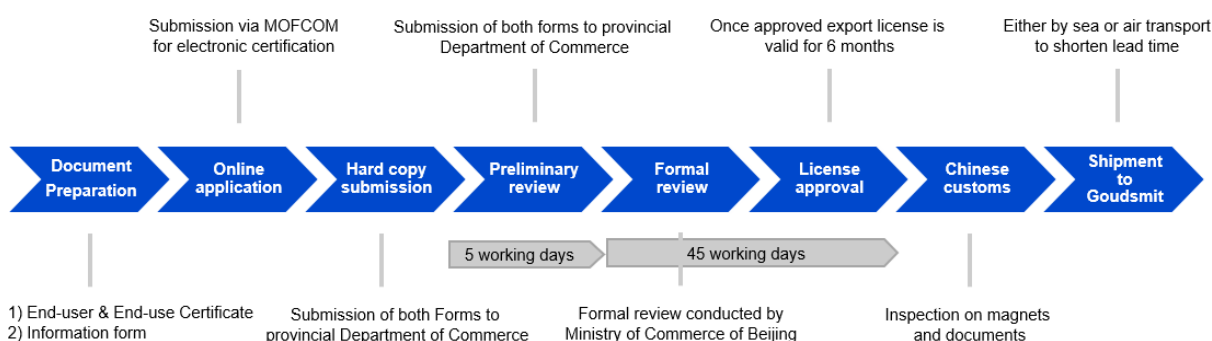 Submission via MOFCOM
for electronic certification
Submission of both forms to provincial
Department of Commerce
Once approved export license is
valid for 6 months
Either by sea or air transport
to shorten lead time
Document
Preparation
Online
application
Hard copy
submission
Preliminary
review
Formal
review
License
approval
Chinese
customs
Shipment
to
Goudsmit
5 working days
45 working days
1) End-user & End-use Certificate
2) Information form
Submission of both Forms to
provincial Department of Commerce
Formal review conducted by
Ministry of Commerce of Beijing
Inspection on magnets
and documents